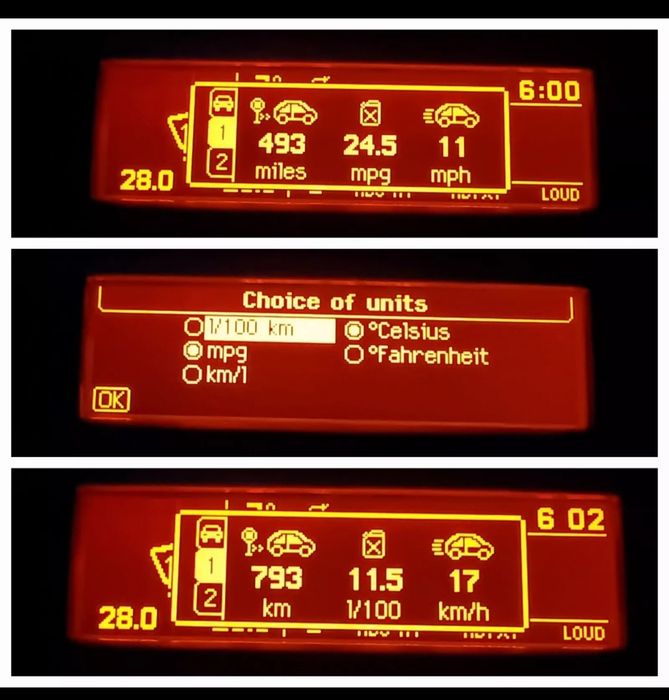 6:00
1
493 24.5 11
2
miles mpg mph
28.0
LOUD
Choice of units
l/100 km °Celsius
mpg °Fahrenheit
km/l
OK
6 02
1
793 11.5 17
2
km l/100 km/h
28.0
LOUD